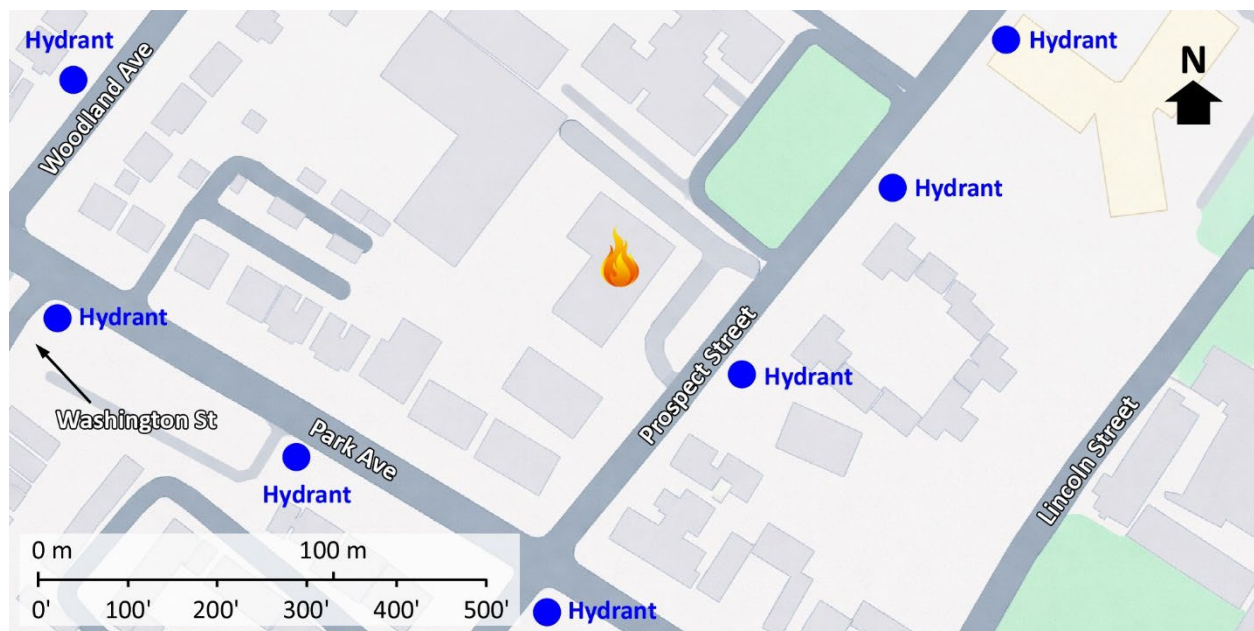 Hydrant
Hydrant
N
Woodland Ave
Hydrant
Hydrant
Hydrant
Prospect Street
Washington St
Park Ave
Lincoln Street
Hydrant
0 m 100 m
0' 100' 200' 300' 400' 500'
Hydrant